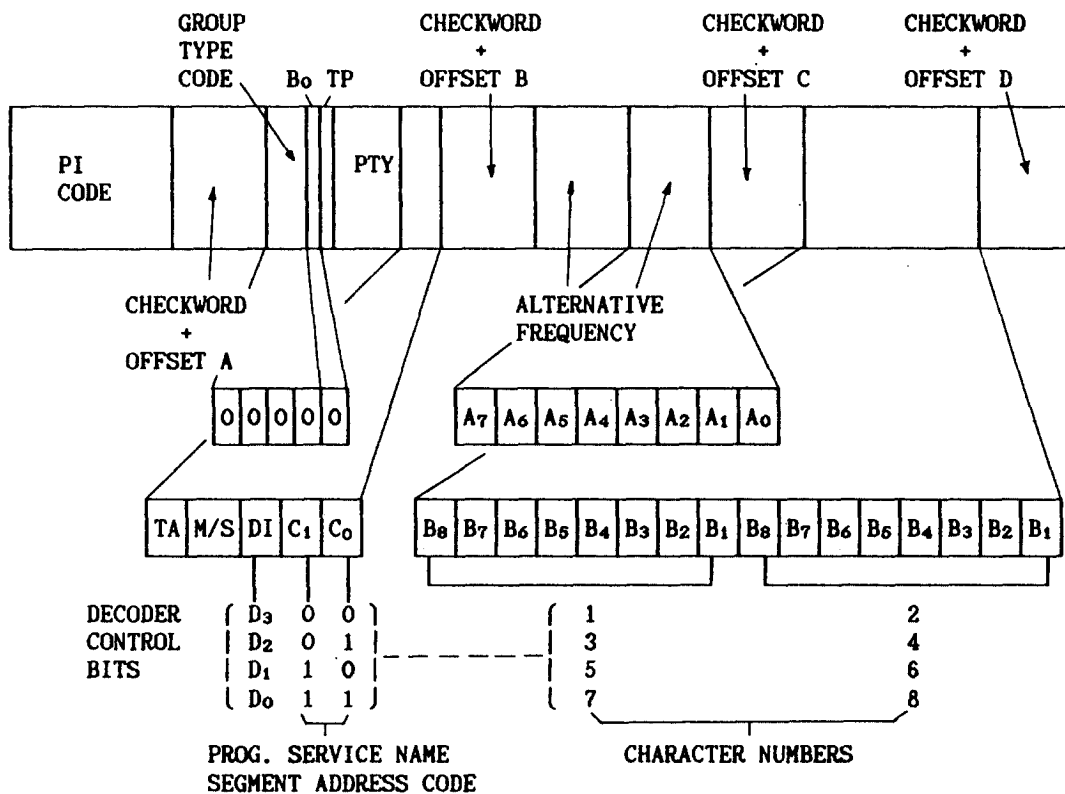 GROUP TYPE CODE
B₀ TP
CHECKWORD + OFFSET B
CHECKWORD + OFFSET C
CHECKWORD + OFFSET D
PI CODE
PTY
CHECKWORD + OFFSET A
ALTERNATIVE FREQUENCY
0 0 0 0 0
A₇ A₆ A₅ A₄ A₃ A₂ A₁ A₀
TA M/S DI C₁ C₀
B₈ B₇ B₆ B₅ B₄ B₃ B₂ B₁ B₈ B₇ B₆ B₅ B₄ B₃ B₂ B₁
DECODER CONTROL BITS
D₃ 0 0
D₂ 0 1
D₁ 1 0
D₀ 1 1
1 2
3 4
5 6
7 8
PROG. SERVICE NAME
SEGMENT ADDRESS CODE
CHARACTER NUMBERS